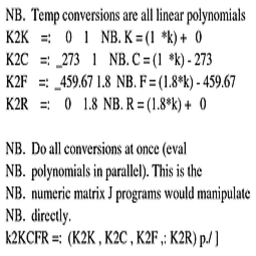 NB. Temp conversions are all linear polynomials
K2K =: 0 1 NB. K = (1 *k) + 0
K2C =: _273 1 NB. C = (1 *k) - 273
K2F =: _459.67 1.8 NB. F = (1.8*k) - 459.67
K2R =: 0 1.8 NB. R = (1.8*k) + 0
NB. Do all conversions at once (eval
NB. polynomials in parallel). This is the
NB. numeric matrix J programs would manipulate
NB. directly.
k2KCFR =: (K2K , K2C , K2F ,: K2R) p./ ]